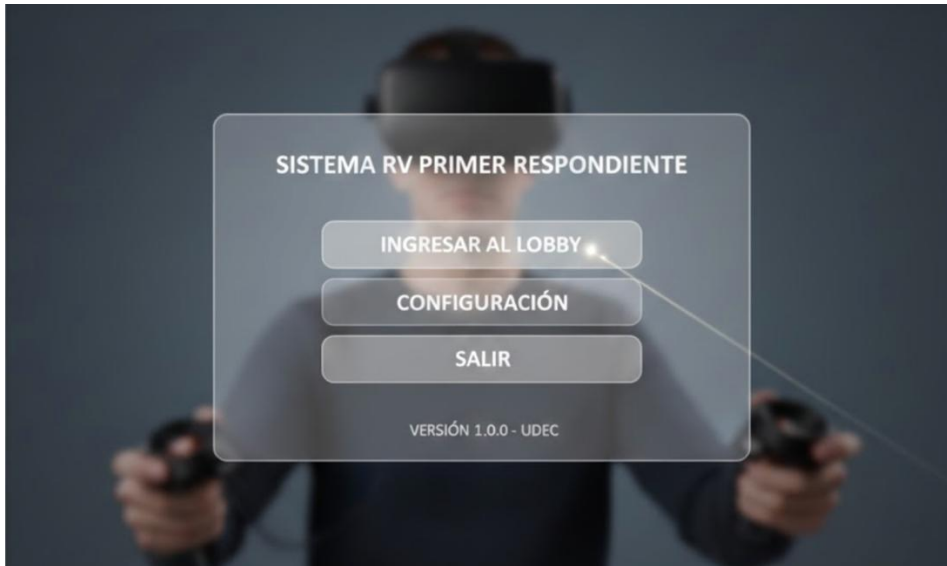 SISTEMA RV PRIMER RESPONDIENTE
INGRESAR AL LOBBY
CONFIGURACIÓN
SALIR
VERSIÓN 1.0.0 - UDEC